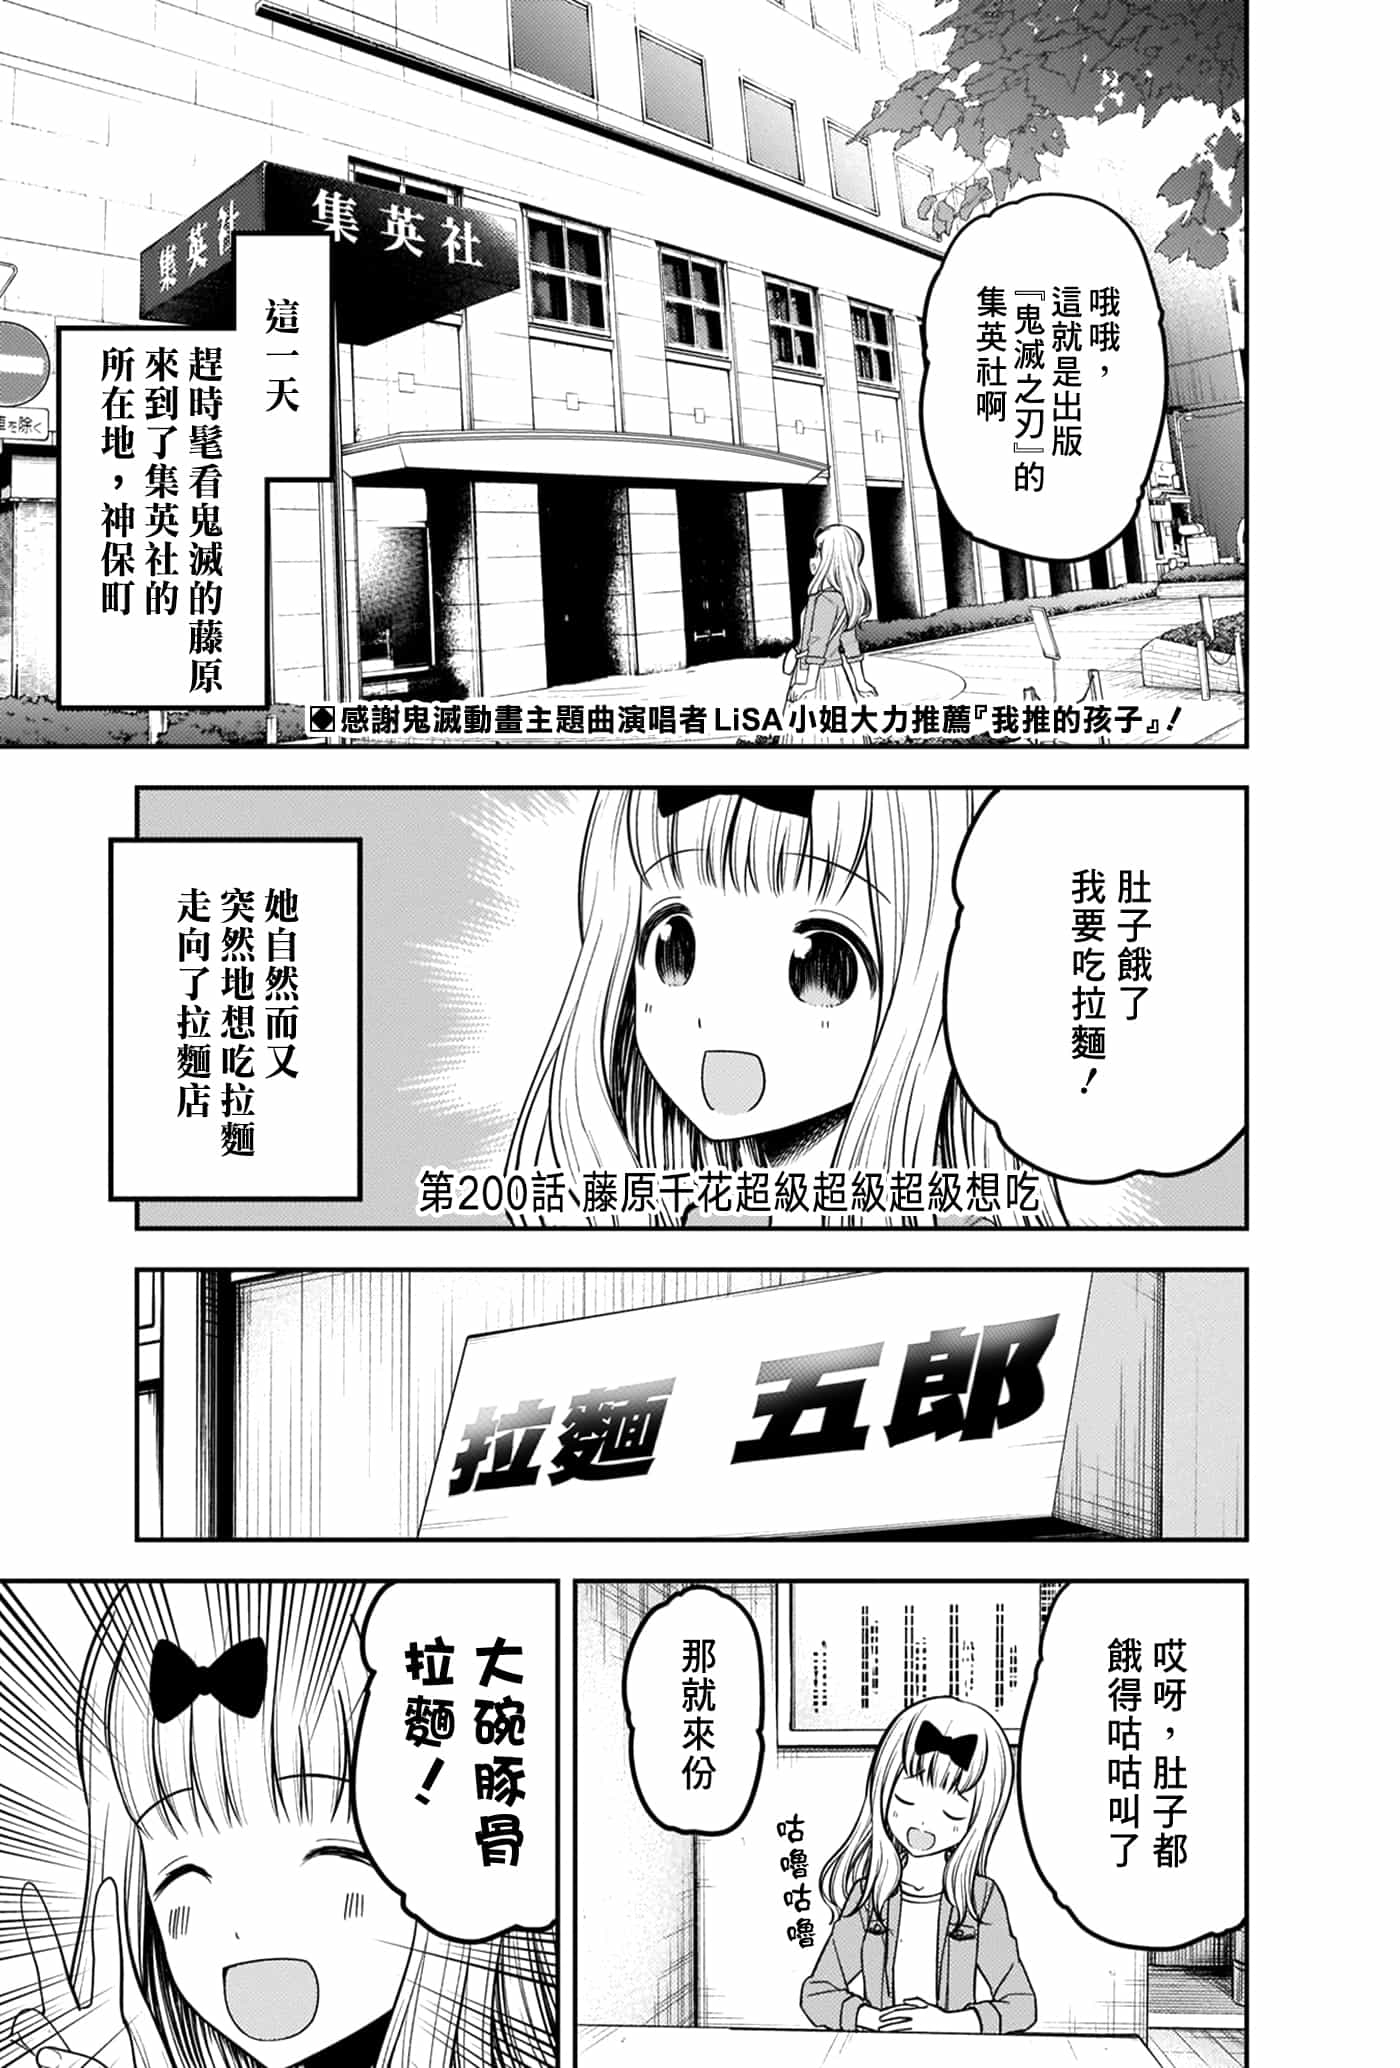 集英社
集英社
哦哦，
這就是出版
『鬼滅之刃』的
集英社啊
這一天
趕時髦看鬼滅的藤原
來到了集英社的
所在地，神保町
車を除く
感謝鬼滅動畫主題曲演唱者LiSA小姐大力推薦『我推的孩子』！
肚子餓了
我要吃拉麵！
她自然而又
突然地想吃拉麵
走向了拉麵店
第200話、藤原千花超級超級超級想吃
拉麵 五郎
哎呀，肚子都
餓得咕咕叫了
那就來份
咕嚕咕嚕
大碗豚骨
拉麵！